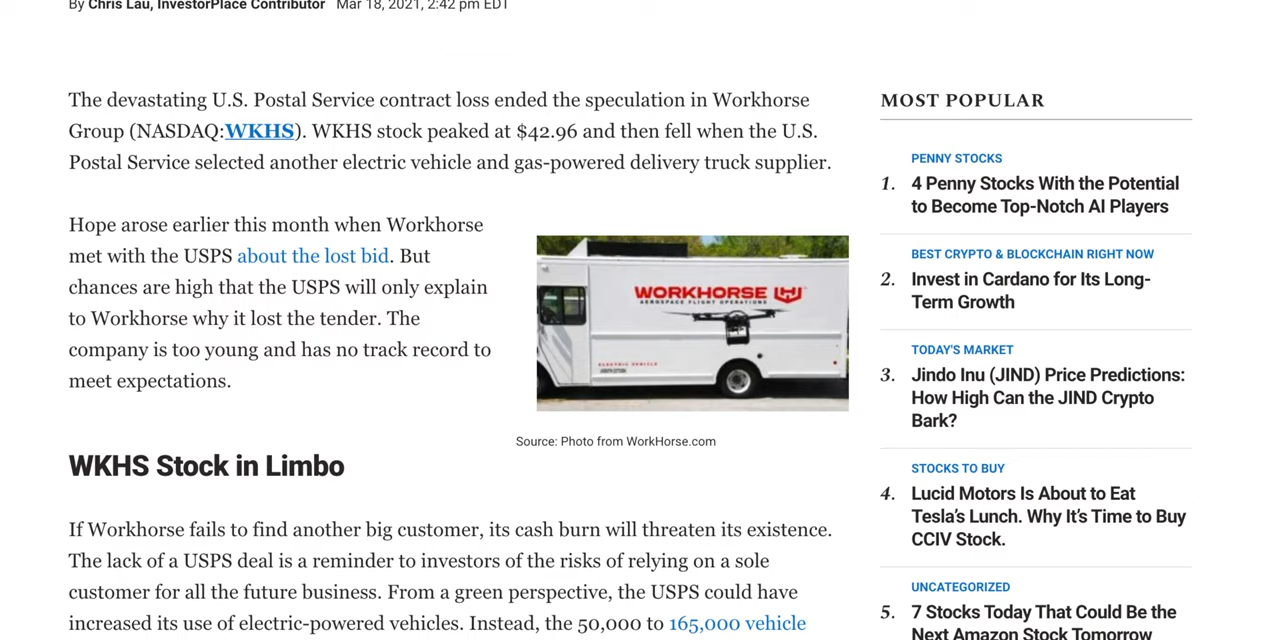 By Chris Lau, InvestorPlace Contributor Mar 18, 2021, 2:42 pm EDT
The devastating U.S. Postal Service contract loss ended the speculation in Workhorse
Group (NASDAQ:WKHS). WKHS stock peaked at $42.96 and then fell when the U.S.
Postal Service selected another electric vehicle and gas-powered delivery truck supplier.
Hope arose earlier this month when Workhorse
met with the USPS about the lost bid. But
chances are high that the USPS will only explain
to Workhorse why it lost the tender. The
company is too young and has no track record to
meet expectations.
WORKHORSE
AEROSPACE FLIGHT OPERATIONS
ELECTRIC VEHICLE
Source: Photo from WorkHorse.com
WKHS Stock in Limbo
If Workhorse fails to find another big customer, its cash burn will threaten its existence.
The lack of a USPS deal is a reminder to investors of the risks of relying on a sole
customer for all the future business. From a green perspective, the USPS could have
increased its use of electric-powered vehicles. Instead, the 50,000 to 165,000 vehicle
MOST POPULAR
PENNY STOCKS
1. 4 Penny Stocks With the Potential
to Become Top-Notch AI Players
BEST CRYPTO & BLOCKCHAIN RIGHT NOW
2. Invest in Cardano for Its Long-
Term Growth
TODAY'S MARKET
3. Jindo Inu (JIND) Price Predictions:
How High Can the JIND Crypto
Bark?
STOCKS TO BUY
4. Lucid Motors Is About to Eat
Tesla's Lunch. Why It's Time to Buy
CCIV Stock.
UNCATEGORIZED
5. 7 Stocks Today That Could Be the
Next Amazon Stock Tomorrow